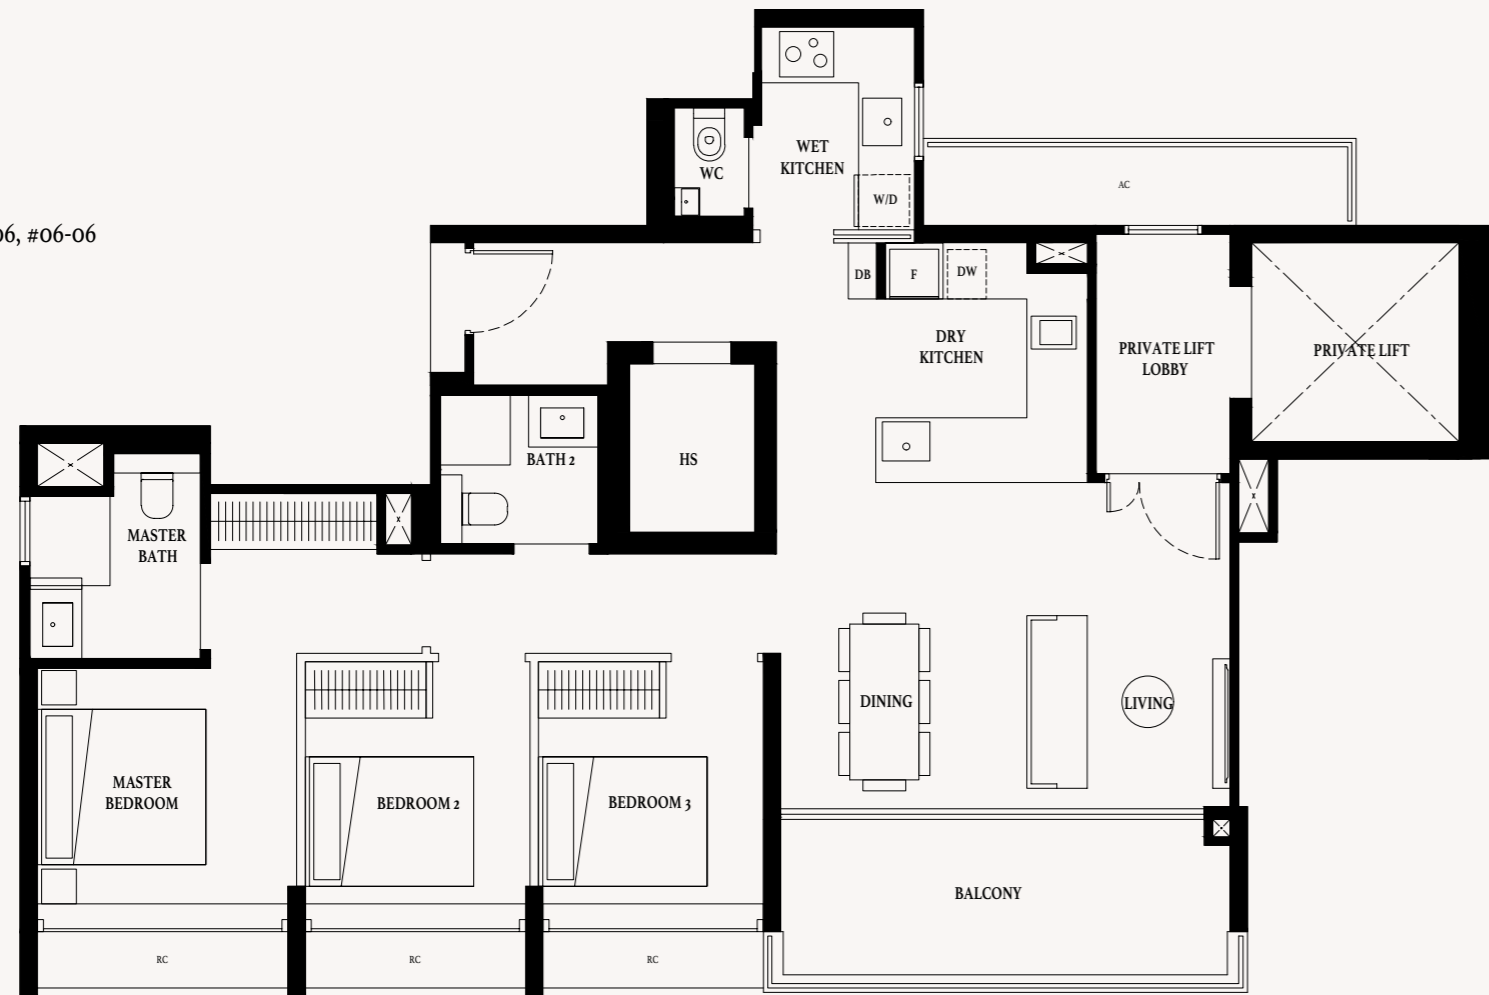 06, #06-06
WET
KITCHEN
WC
W/D
AC
DB
F
DW
DRY
KITCHEN
PRIVATE LIFT
LOBBY
PRIVATE LIFT
BATH 2
HS
MASTER
BATH
DINING
LIVING
MASTER
BEDROOM
BEDROOM 2
BEDROOM 3
BALCONY
RC
RC
RC